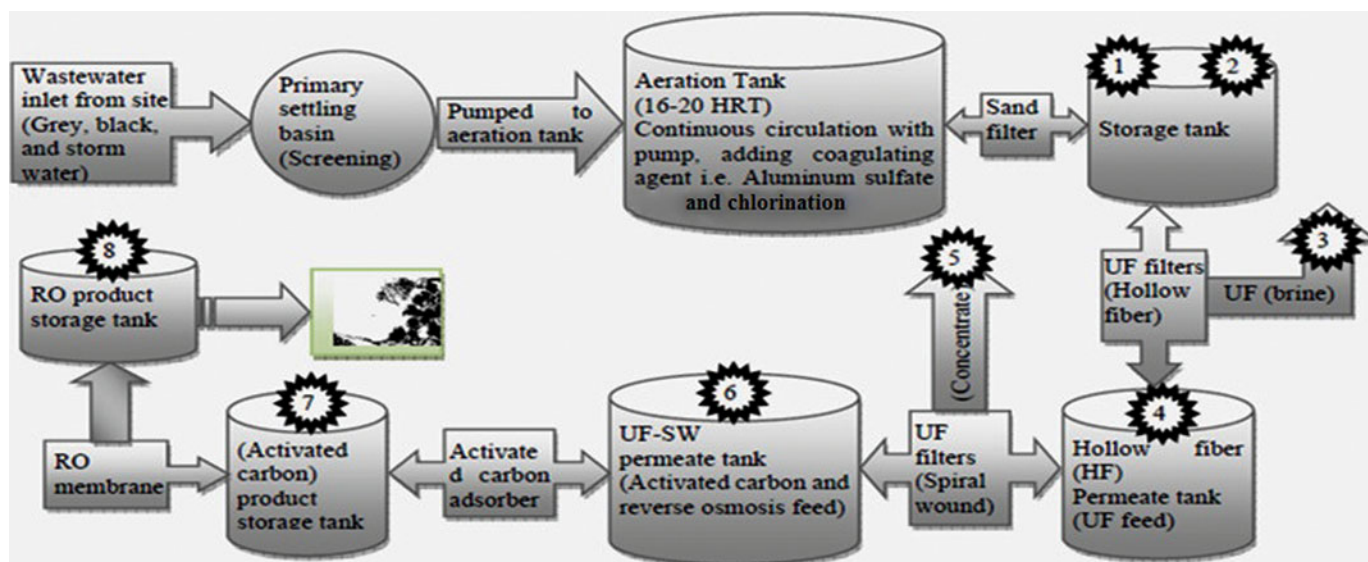 Wastewater
inlet from site
(Grey, black,
and storm
water)
Primary
settling
basin
(Screening)
Pumped to
aeration tank
Aeration Tank
(16-20 HRT)
Continuous circulation with
pump, adding coagulating
agent i.e. Aluminum sulfate
and chlorination
Sand
filter
1
2
Storage tank
UF filters
(Hollow
fiber)
3
UF (brine)
4
Hollow fiber
(HF)
Permeate tank
(UF feed)
UF
filters
(Spiral
wound)
5
(Concentrate)
6
UF-SW
permeate tank
(Activated carbon and
reverse osmosis feed)
Activate
d carbon
adsorber
7
(Activated
carbon)
product
storage tank
RO
membrane
8
RO product
storage tank